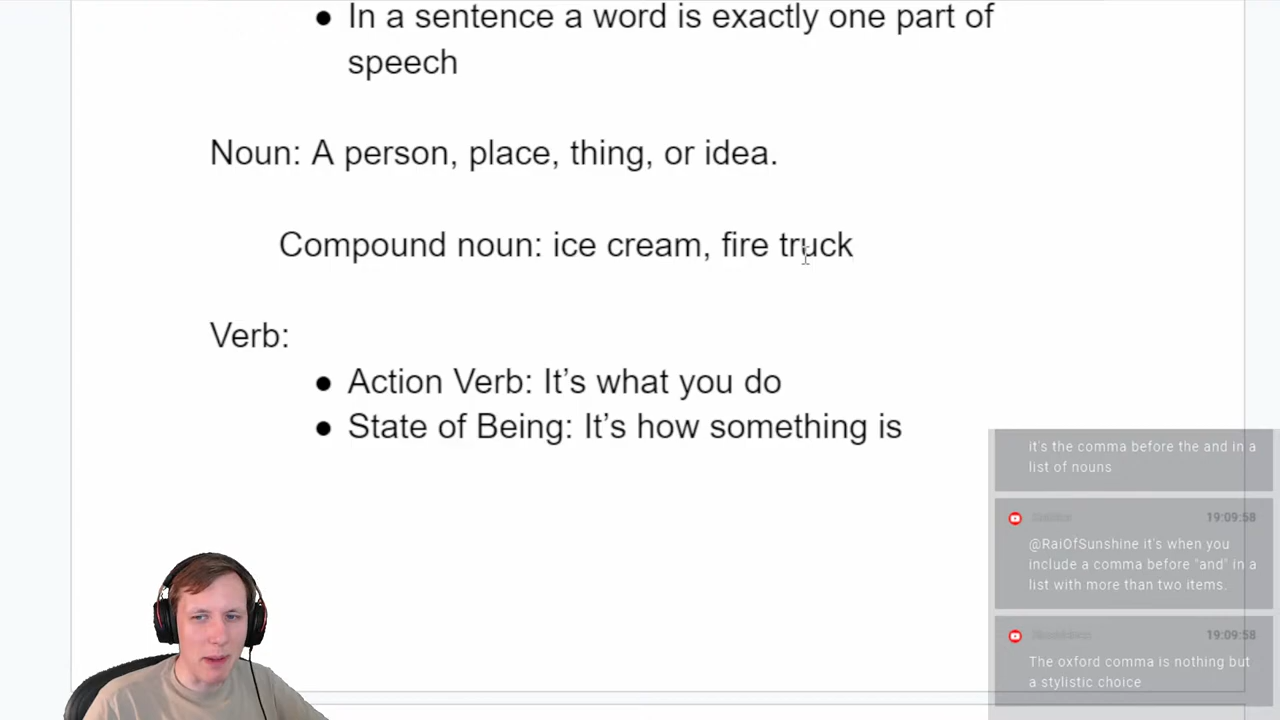 ● In a sentence a word is exactly one part of
speech
Noun: A person, place, thing, or idea.
Compound noun: ice cream, fire truck
Verb:
● Action Verb: It’s what you do
● State of Being: It’s how something is
it's the comma before the and in a
list of nouns
19:09:58
@RaiOfSunshine it's when you
include a comma before "and" in a
list with more than two items.
19:09:58
The oxford comma is nothing but
a stylistic choice